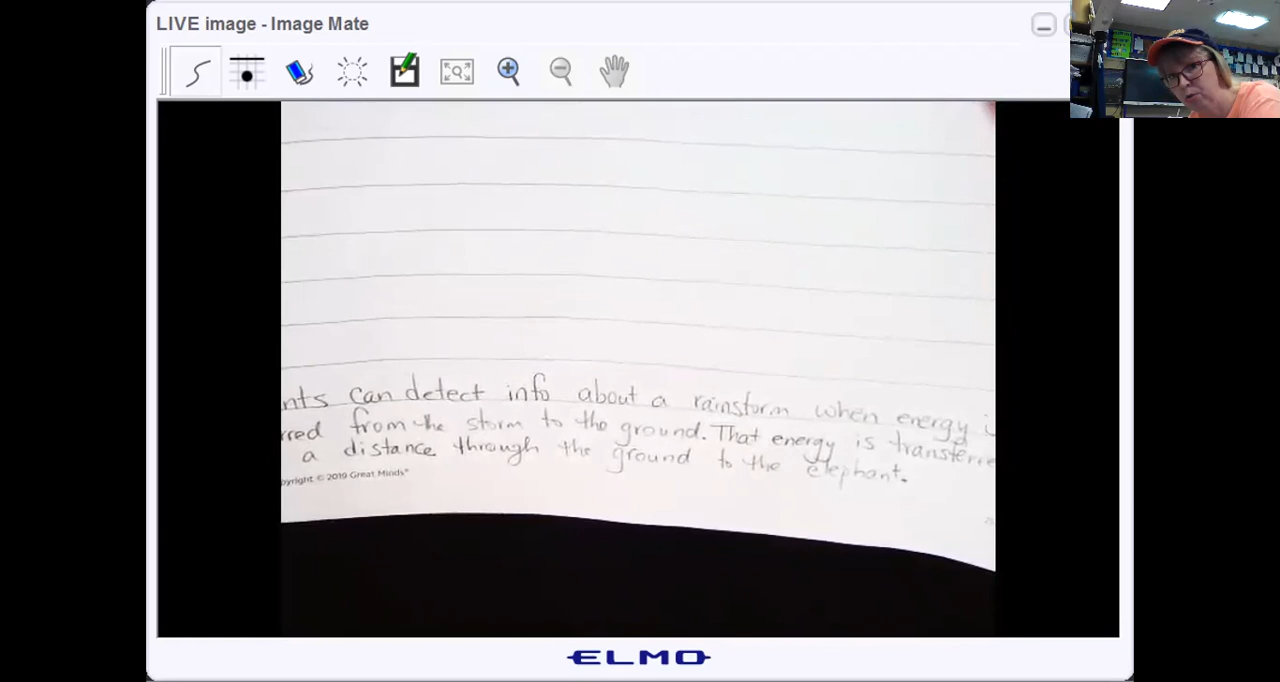 LIVE image - Image Mate
nts can detect info about a rainstorm when energy i
rred from the storm to the ground. That energy is transferre
a distance through the ground to the elephant.
pyright © 2019 Great Minds®
ELMO